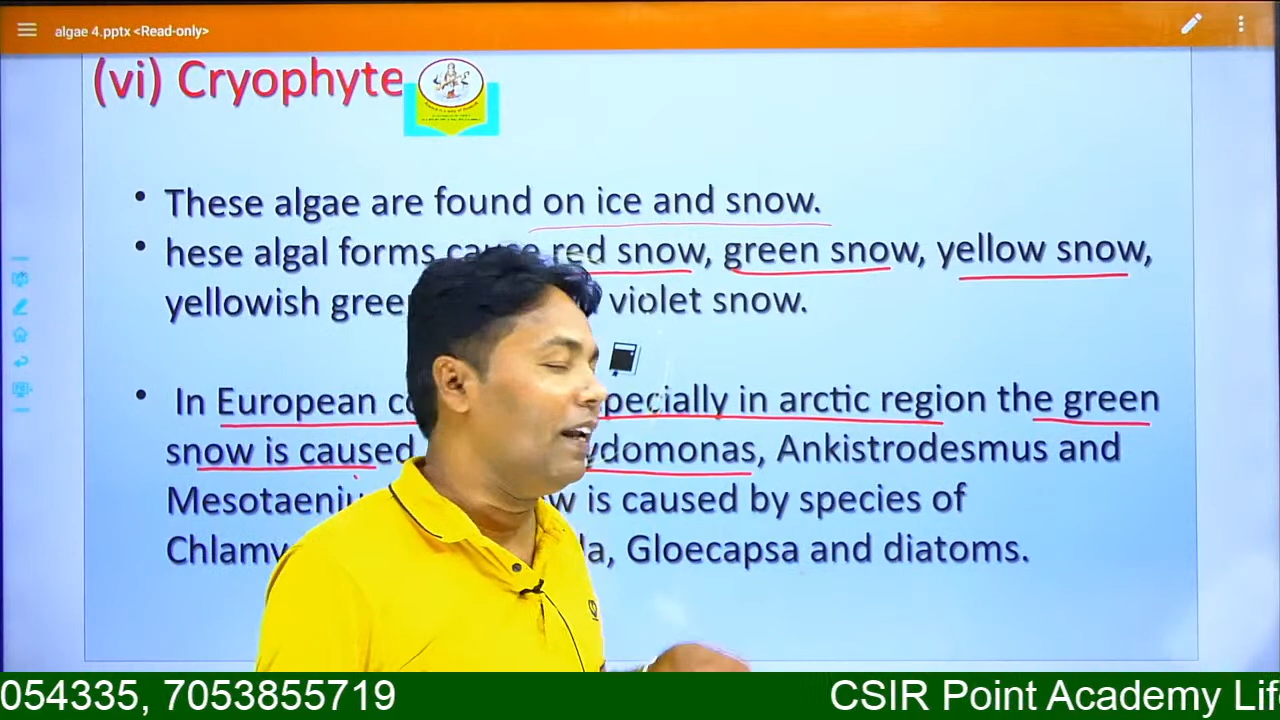 algae 4.pptx <Read-only>
(vi) Cryophyte
• These algae are found on ice and snow.
• hese algal forms cause red snow, green snow, yellow snow,
yellowish violet snow.
• In European in arctic region the green
snow is caused Ankistrodesmus and
is caused by species of
Gloecapsa and diatoms.
054335, 7053855719
CSIR Point Academy